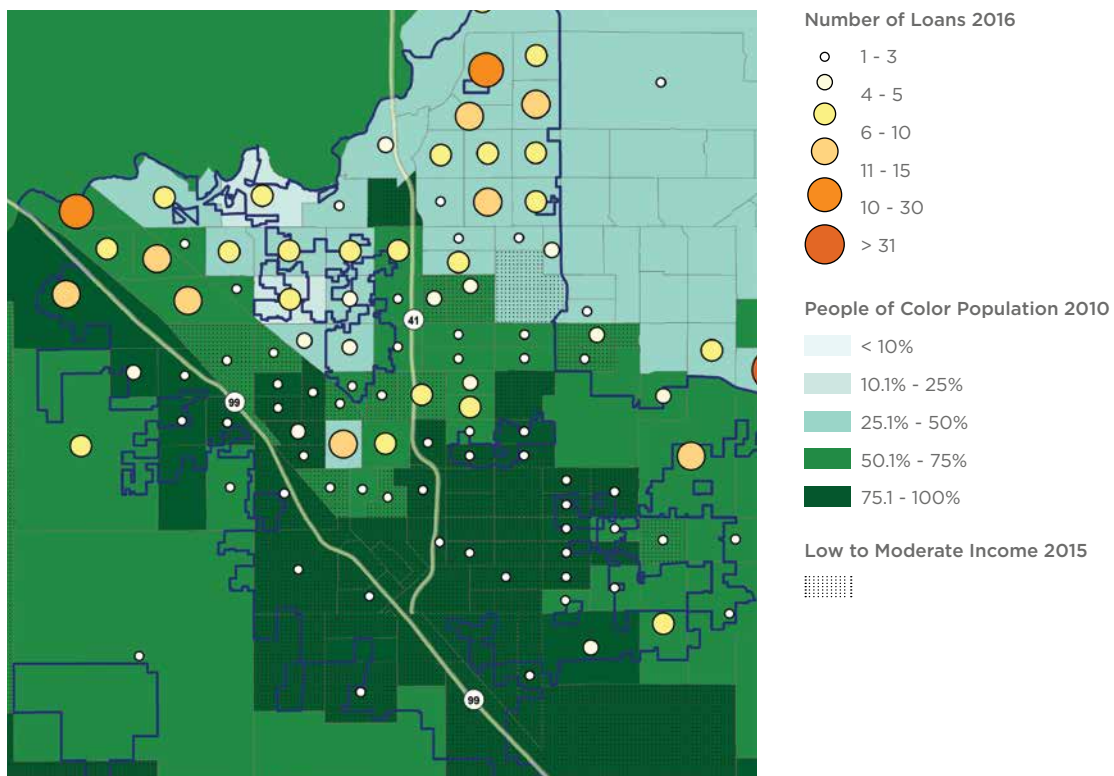 Number of Loans 2016
1 - 3
4 - 5
6 - 10
11 - 15
10 - 30
> 31
People of Color Population 2010
< 10%
10.1% - 25%
25.1% - 50%
50.1% - 75%
75.1 - 100%
Low to Moderate Income 2015
41
99
99